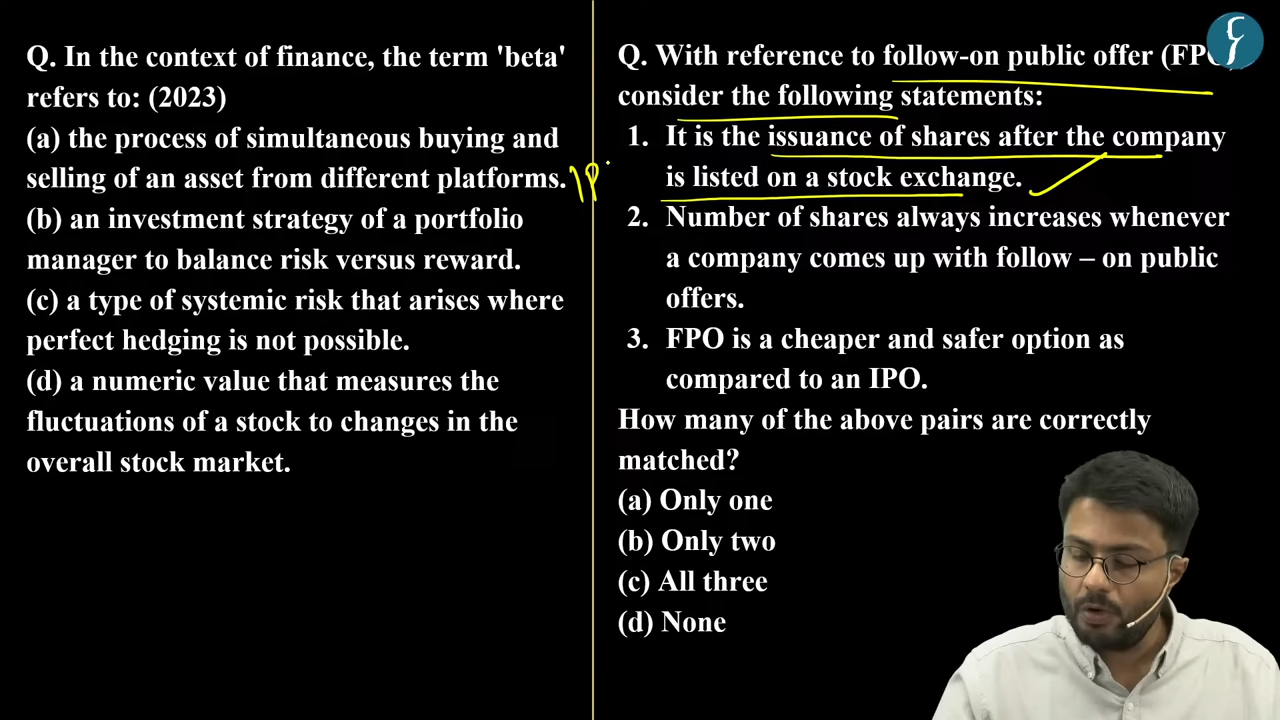 Q. In the context of finance, the term 'beta'
refers to: (2023)
(a) the process of simultaneous buying and
selling of an asset from different platforms.
(b) an investment strategy of a portfolio
manager to balance risk versus reward.
(c) a type of systemic risk that arises where
perfect hedging is not possible.
(d) a numeric value that measures the
fluctuations of a stock to changes in the
overall stock market.
IP
Q. With reference to follow-on public offer
consider the following statements:
1. It is the issuance of shares after the company
is listed on a stock exchange.
2. Number of shares always increases whenever
a company comes up with follow – on public
offers.
3. FPO is a cheaper and safer option as
compared to an IPO.
How many of the above pairs are correctly
matched?
(a) Only one
(b) Only two
(c) All three
(d) None